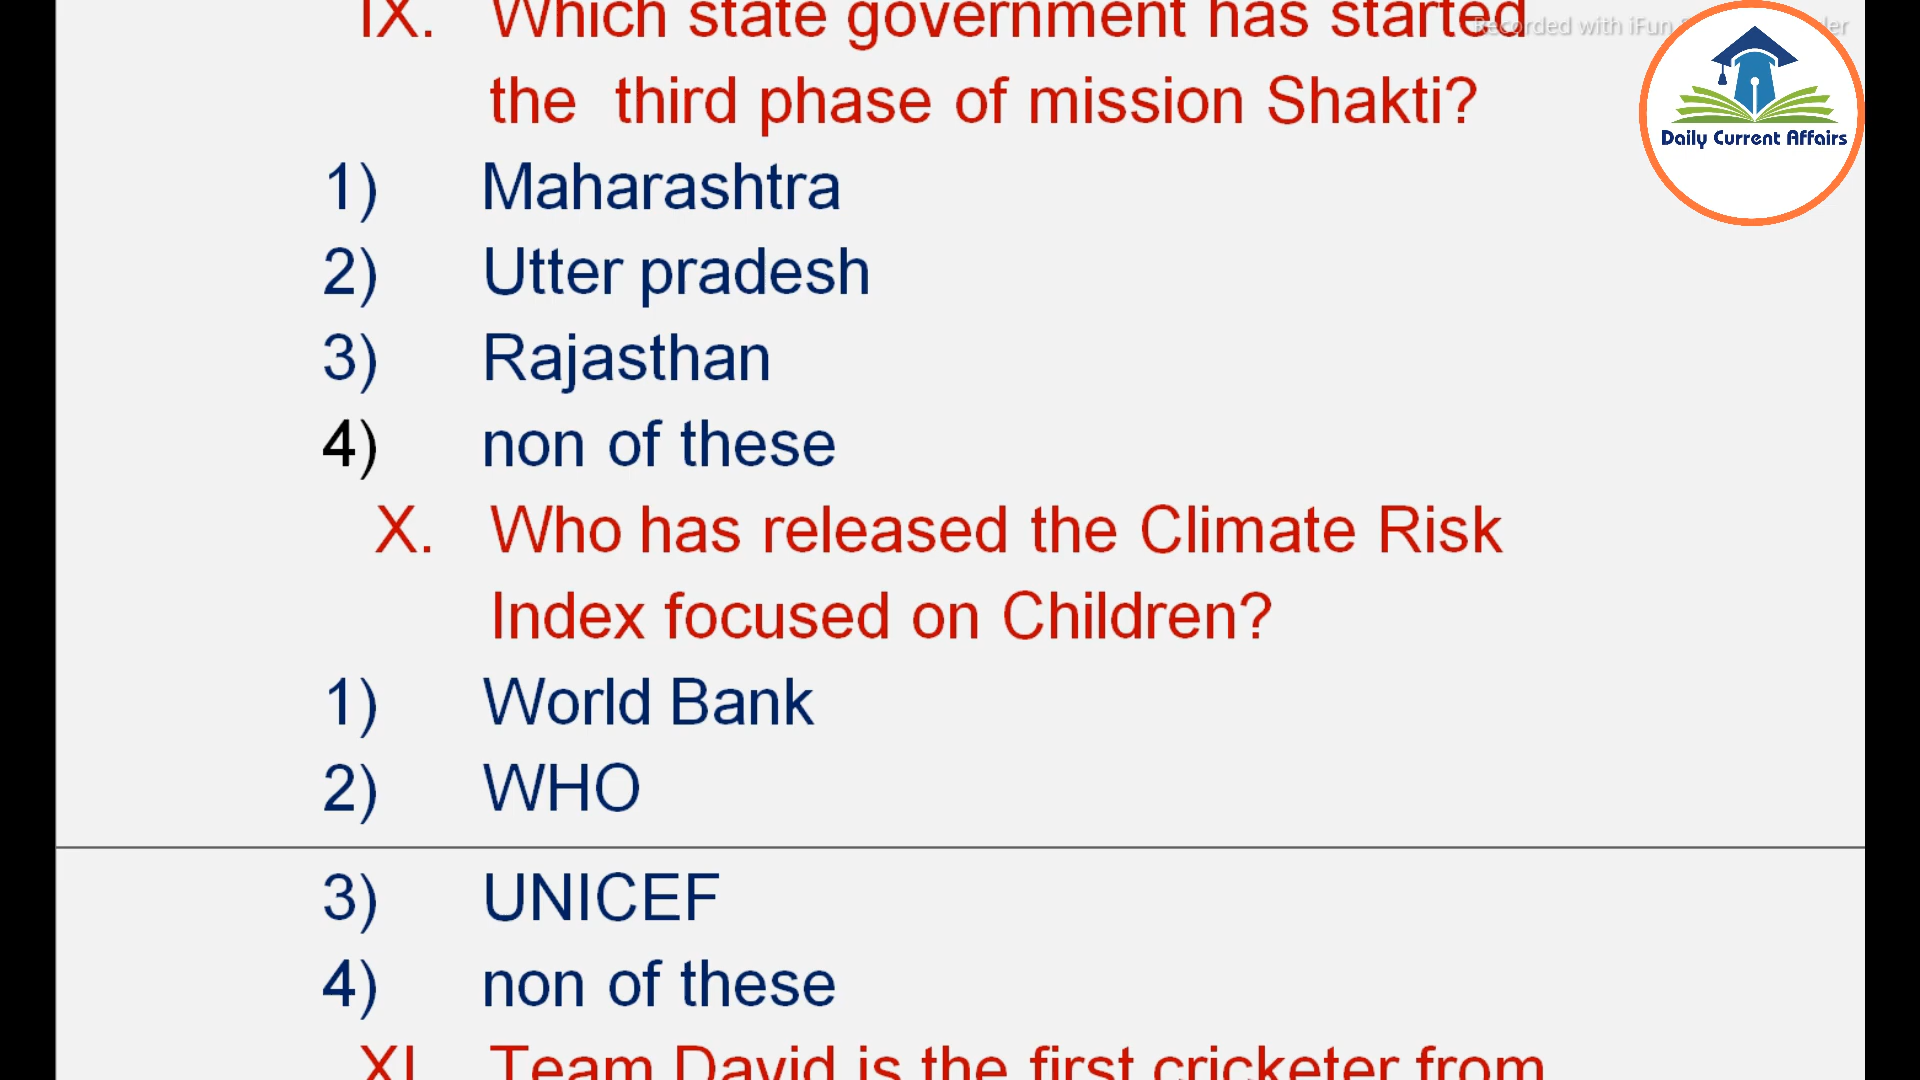 IX. Which state government has started
the third phase of mission Shakti?
1) Maharashtra
2) Utter pradesh
3) Rajasthan
4) non of these
X. Who has released the Climate Risk
Index focused on Children?
1) World Bank
2) WHO
3) UNICEF
4) non of these
XI. Team David is the first cricketer from
Recorded with iFun
Daily Current Affairs